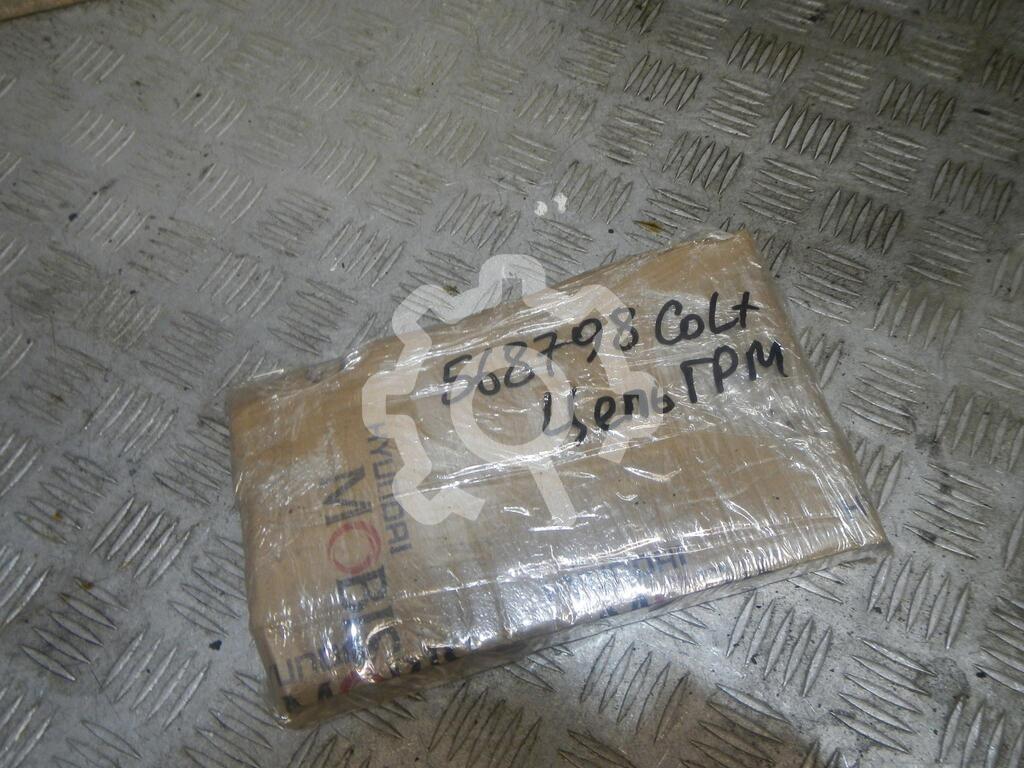 568798 Colt
Цепь ГРМ
HYUNDAI
MOBIS